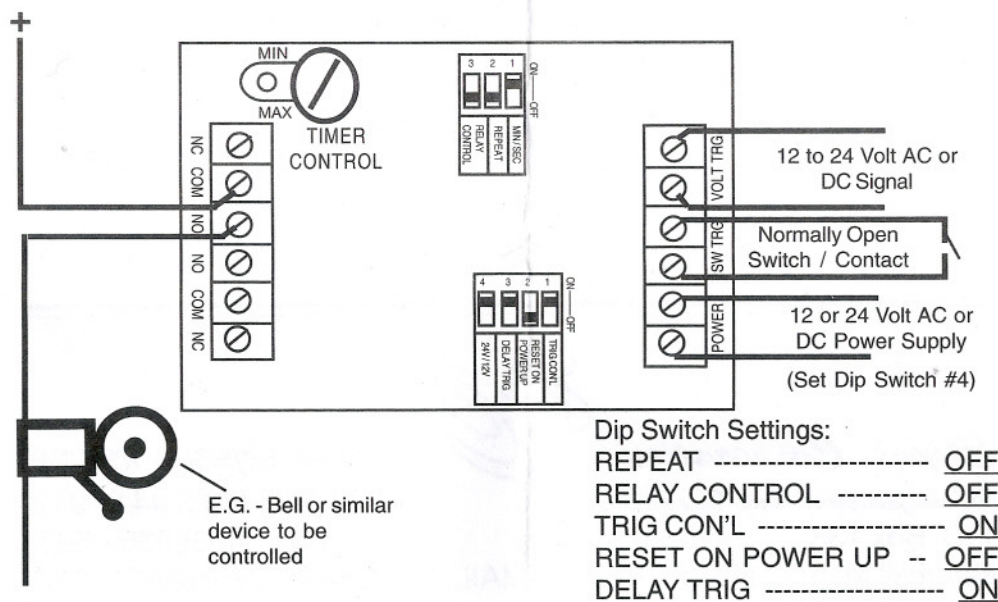 +
MIN
MAX
TIMER
CONTROL
NC
COM
NO
NO
COM
NC
3 2 1
ON
OFF
RELAY
CONTROL
REPEAT
MIN/SEC
4 3 2 1
ON
OFF
24V/12V
DELAY TRIG
RESET ON
POWER UP
TRIG CON'L
VOLT TRG
SW TRG
POWER
12 to 24 Volt AC or
DC Signal
Normally Open
Switch / Contact
12 or 24 Volt AC or
DC Power Supply
(Set Dip Switch #4)
E.G. - Bell or similar
device to be
controlled
Dip Switch Settings:
REPEAT ----------------------- OFF
RELAY CONTROL ---------- OFF
TRIG CON'L -------------------- ON
RESET ON POWER UP -- OFF
DELAY TRIG ------------------- ON